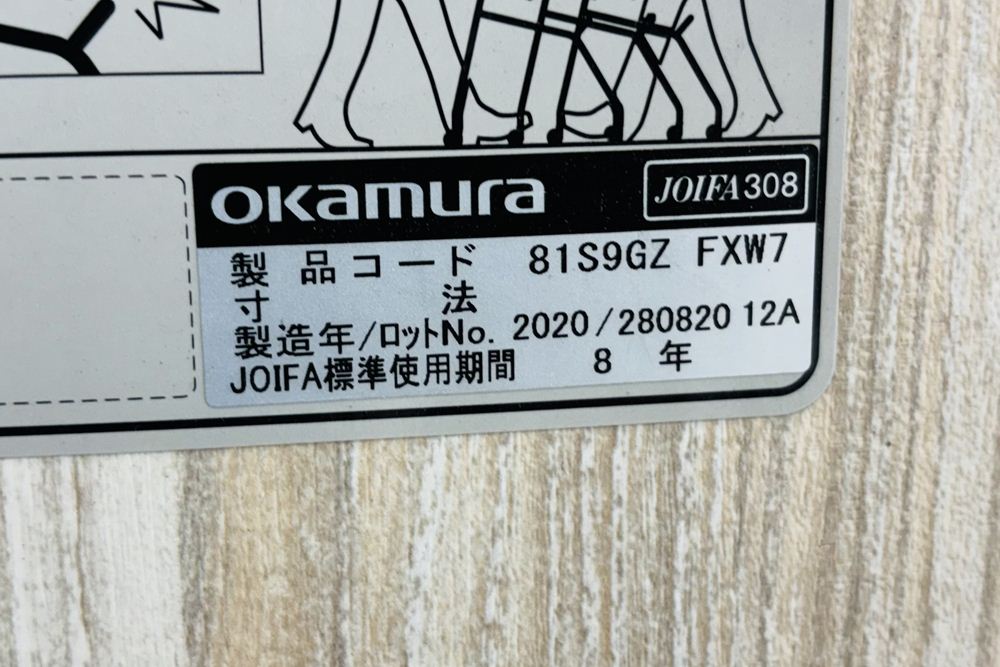 okamura JOIFA308
製品コード 81S9GZ FXW7
寸法
製造年/ロットNo. 2020/280820 12A
JOIFA標準使用期間 8 年